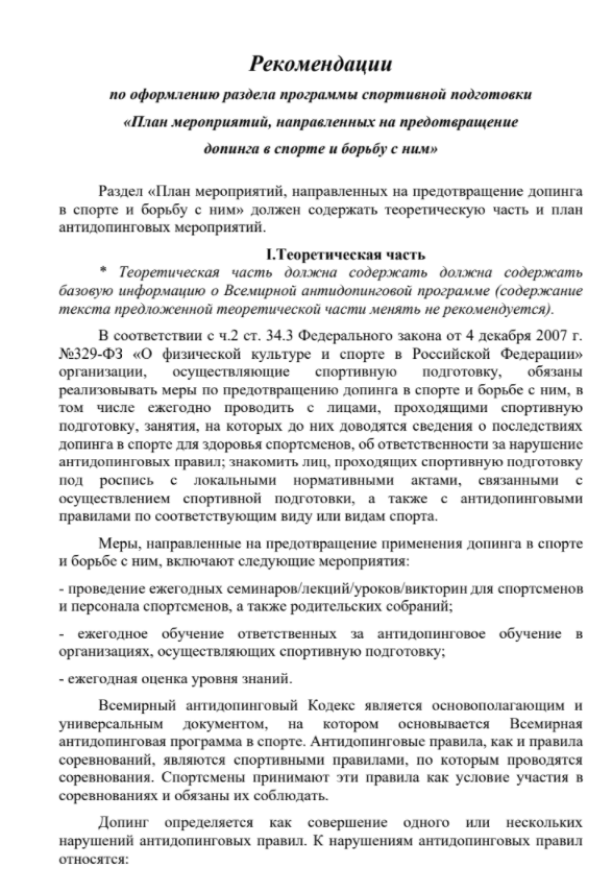 Рекомендации
по оформлению раздела программы спортивной подготовки
«План мероприятий, направленных на предотвращение
допинга в спорте и борьбу с ним»
Раздел «План мероприятий, направленных на предотвращение допинга
в спорте и борьбу с ним» должен содержать теоретическую часть и план
антидопинговых мероприятий.
I.Теоретическая часть
* Теоретическая часть должна содержать должна содержать
базовую информацию о Всемирной антидопинговой программе (содержание
текста предложенной теоретической части менять не рекомендуется).
В соответствии с ч.2 ст. 34.3 Федерального закона от 4 декабря 2007 г.
№329-ФЗ «О физической культуре и спорте в Российской Федерации»
организации, осуществляющие спортивную подготовку, обязаны
реализовывать меры по предотвращению допинга в спорте и борьбе с ним, в
том числе ежегодно проводить с лицами, проходящими спортивную
подготовку, занятия, на которых до них доводятся сведения о последствиях
допинга в спорте для здоровья спортсменов, об ответственности за нарушение
антидопинговых правил; знакомить лиц, проходящих спортивную подготовку
под роспись с локальными нормативными актами, связанными с
осуществлением спортивной подготовки, а также с антидопинговыми
правилами по соответствующим виду или видам спорта.
Меры, направленные на предотвращение применения допинга в спорте
и борьбе с ним, включают следующие мероприятия:
- проведение ежегодных семинаров/лекций/уроков/викторин для спортсменов
и персонала спортсменов, а также родительских собраний;
- ежегодное обучение ответственных за антидопинговое обучение в
организациях, осуществляющих спортивную подготовку;
- ежегодная оценка уровня знаний.
Всемирный антидопинговый Кодекс является основополагающим и
универсальным документом, на котором основывается Всемирная
антидопинговая программа в спорте. Антидопинговые правила, как и правила
соревнований, являются спортивными правилами, по которым проводятся
соревнования. Спортсмены принимают эти правила как условие участия в
соревнованиях и обязаны их соблюдать.
Допинг определяется как совершение одного или нескольких
нарушений антидопинговых правил. К нарушениям антидопинговых правил
относятся: